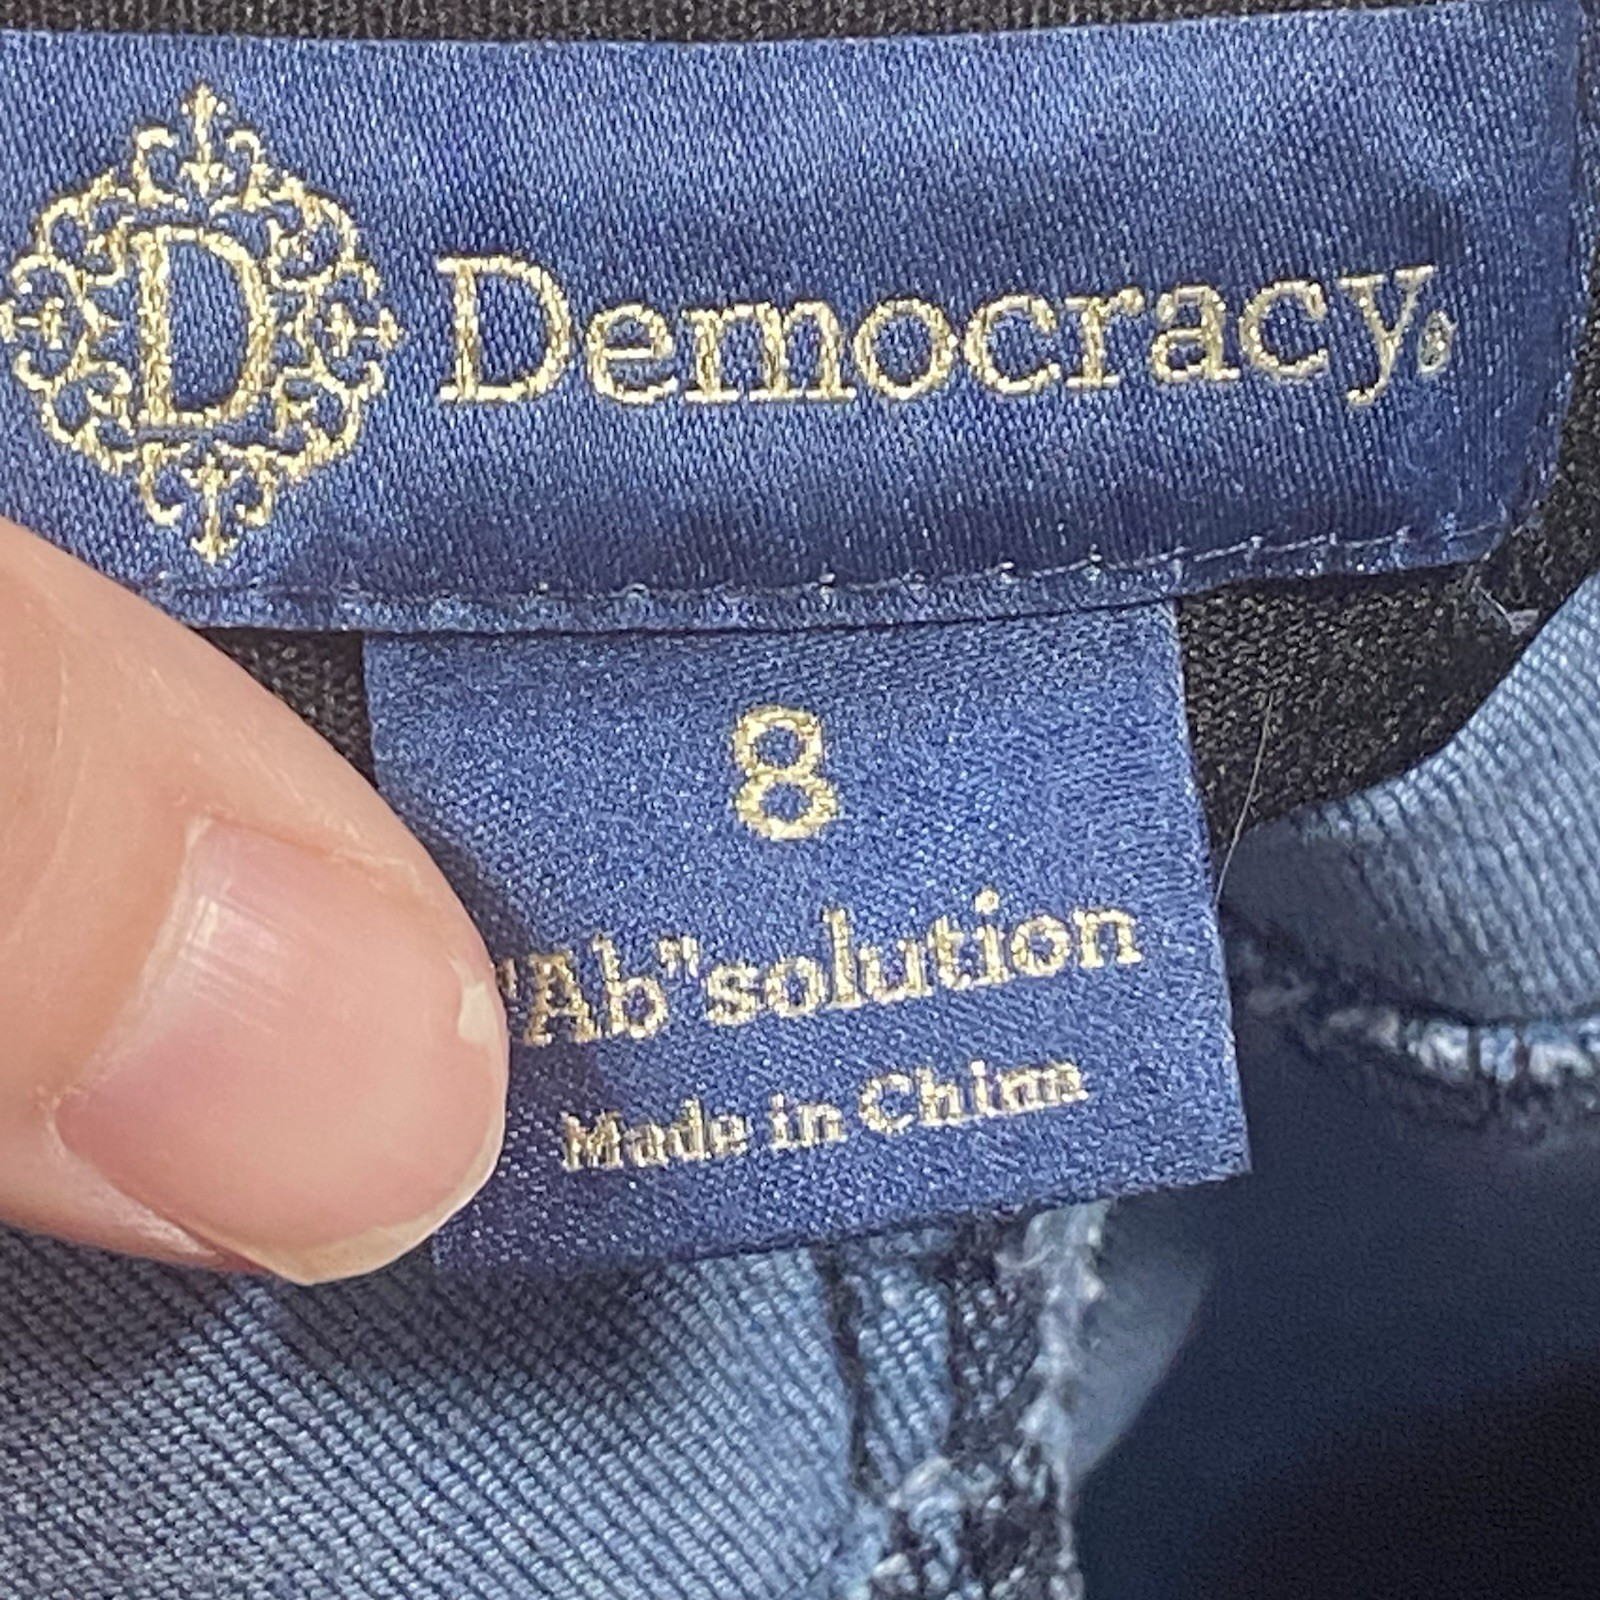 D Democracy®
8
"Ab"solution
Made in China